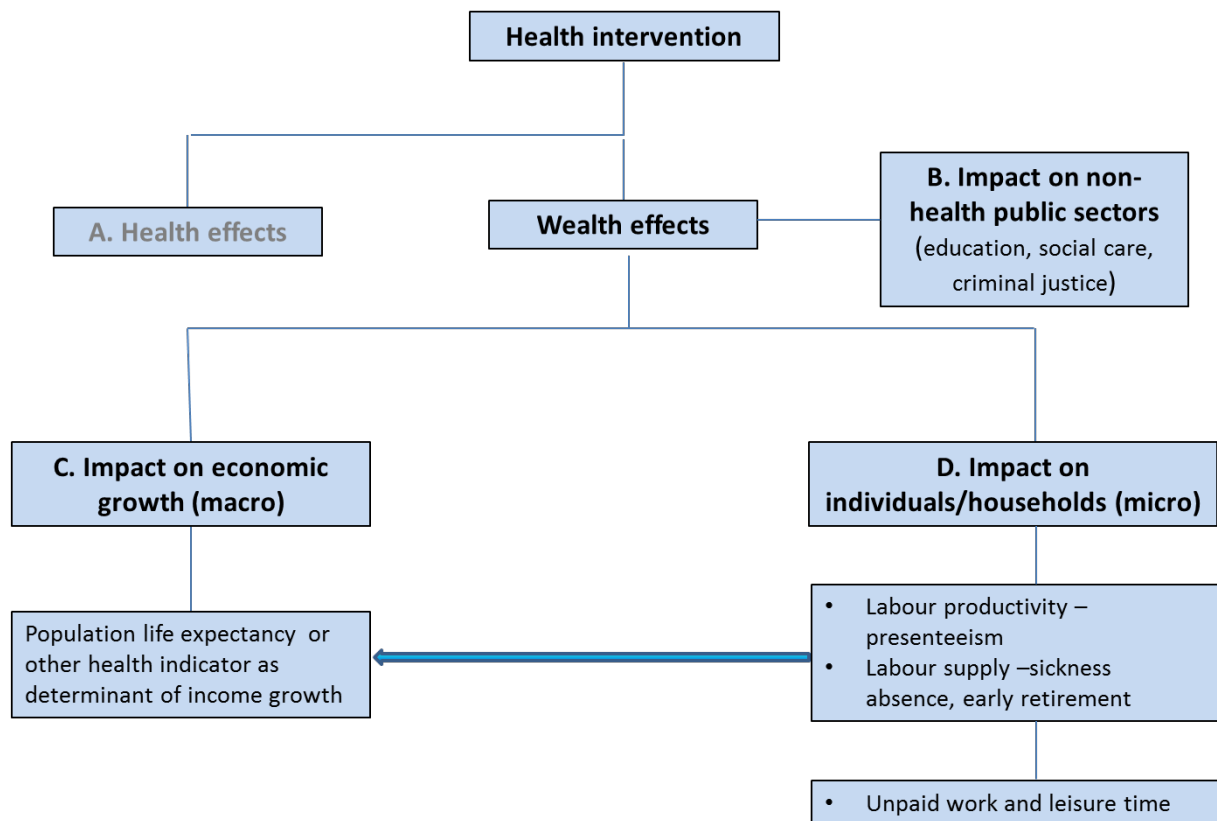 Health intervention
A. Health effects
Wealth effects
B. Impact on non-
health public sectors
(education, social care,
criminal justice)
C. Impact on economic
growth (macro)
D. Impact on
individuals/households (micro)
Population life expectancy or
other health indicator as
determinant of income growth
• Labour productivity –
presenteeism
• Labour supply –sickness
absence, early retirement
• Unpaid work and leisure time